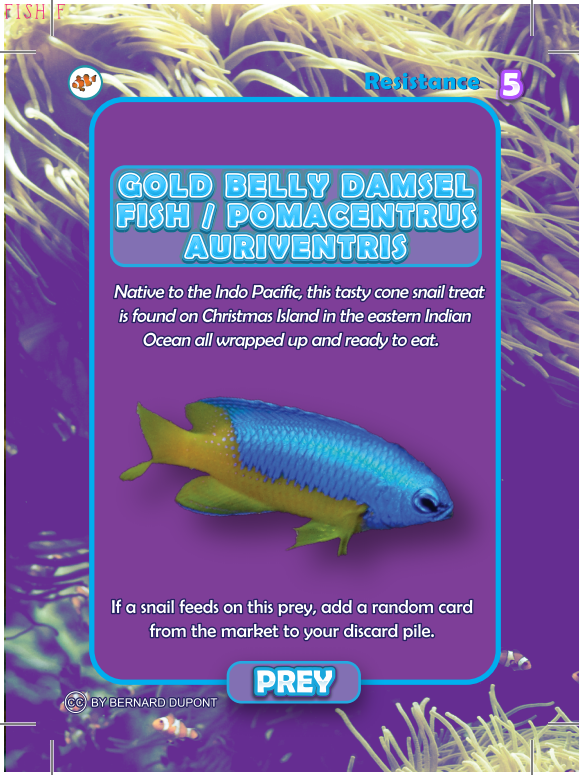 FISH F
Resistance 5
GOLD BELLY DAMSEL
FISH / POMACENTRUS
AURIVENTRIS
Native to the Indo Pacific, this tasty cone snail treat
is found on Christmas Island in the eastern Indian
Ocean all wrapped up and ready to eat.
If a snail feeds on this prey, add a random card
from the market to your discard pile.
PREY
CC BY BERNARD DUPONT